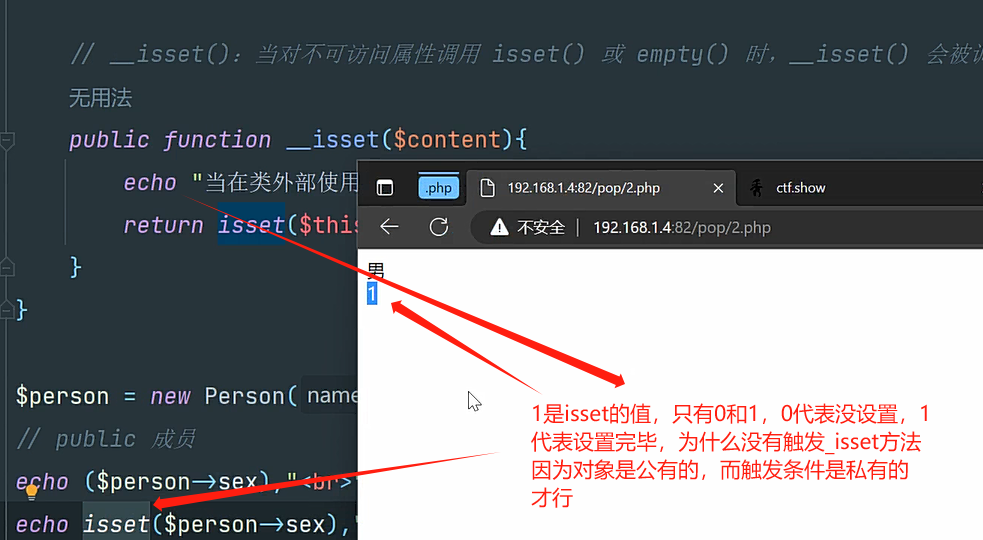 // __isset()：当对不可访问属性调用 isset() 或 empty() 时，__isset() 会被
无用法
public function __isset($content){
echo "当在类外部使用
return isset($this
}
}
$person = new Person( name
// public 成员
echo ($person->sex),"<br>"
echo isset($person->sex),"
.php
192.168.1.4:82/pop/2.php
ctf.show
不安全
192.168.1.4:82/pop/2.php
男
1
1是isset的值，只有0和1，0代表没设置，1
代表设置完毕，为什么没有触发_isset方法
因为对象是公有的，而触发条件是私有的
才行